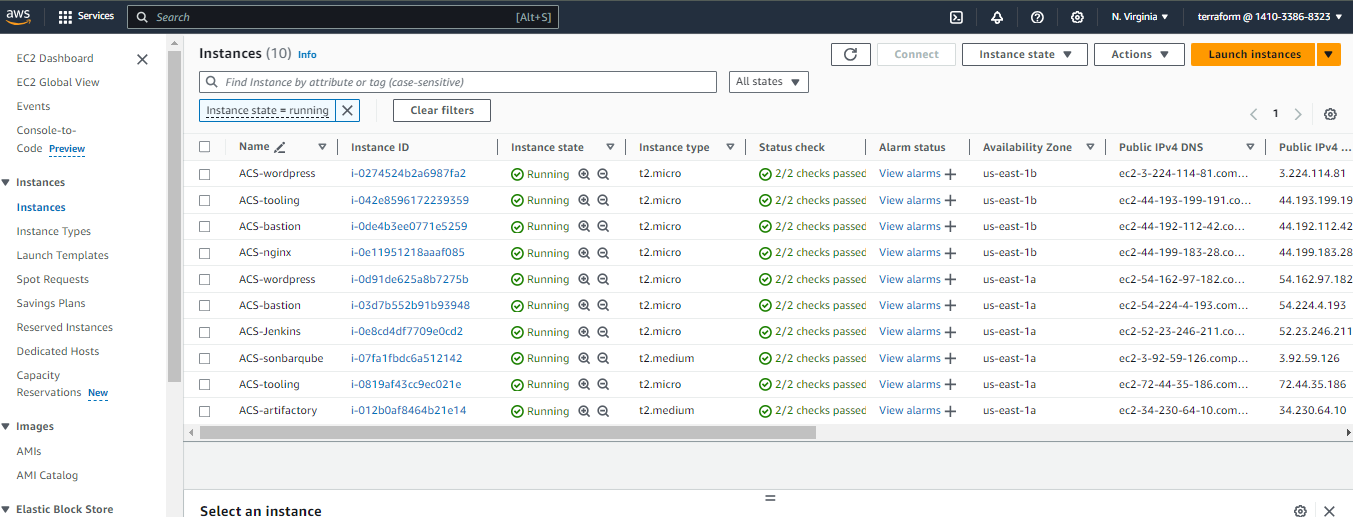 aws Services Search [Alt+S] N. Virginia terraform @ 1410-3386-8323
EC2 Dashboard
EC2 Global View
Events
Console-to-
Code Preview
Instances
Instances
Instance Types
Launch Templates
Spot Requests
Savings Plans
Reserved Instances
Dedicated Hosts
Capacity
Reservations New
Images
AMIs
AMI Catalog
Elastic Block Store
Instances (10) Info Connect Instance state Actions Launch instances
Find Instance by attribute or tag (case-sensitive) All states
Instance state = running Clear filters 1
Name Instance ID Instance state Instance type Status check Alarm status Availability Zone Public IPv4 DNS Public IPv4 ...
ACS-wordpress i-0274524b2a6987fa2 Running t2.micro 2/2 checks passed View alarms us-east-1b ec2-3-224-114-81.com... 3.224.114.81
ACS-tooling i-042e8596172239359 Running t2.micro 2/2 checks passed View alarms us-east-1b ec2-44-193-199-191.co... 44.193.199.19
ACS-bastion i-0de4b3ee0771e5259 Running t2.micro 2/2 checks passed View alarms us-east-1b ec2-44-192-112-42.co... 44.192.112.42
ACS-nginx i-0e11951218aaaf085 Running t2.micro 2/2 checks passed View alarms us-east-1b ec2-44-199-183-28.co... 44.199.183.28
ACS-wordpress i-0d91de625a8b7275b Running t2.micro 2/2 checks passed View alarms us-east-1a ec2-54-162-97-182.co... 54.162.97.182
ACS-bastion i-03d7b552b91b93948 Running t2.micro 2/2 checks passed View alarms us-east-1a ec2-54-224-4-193.com... 54.224.4.193
ACS-Jenkins i-0e8cd4df7709e0cd2 Running t2.micro 2/2 checks passed View alarms us-east-1a ec2-52-23-246-211.co... 52.23.246.211
ACS-sonbarqube i-07fa1fbdc6a512142 Running t2.medium 2/2 checks passed View alarms us-east-1a ec2-3-92-59-126.comp... 3.92.59.126
ACS-tooling i-0819af43cc9ec021e Running t2.micro 2/2 checks passed View alarms us-east-1a ec2-72-44-35-186.com... 72.44.35.186
ACS-artifactory i-012b0af8464b21e14 Running t2.medium 2/2 checks passed View alarms us-east-1a ec2-34-230-64-10.com... 34.230.64.10
Select an instance